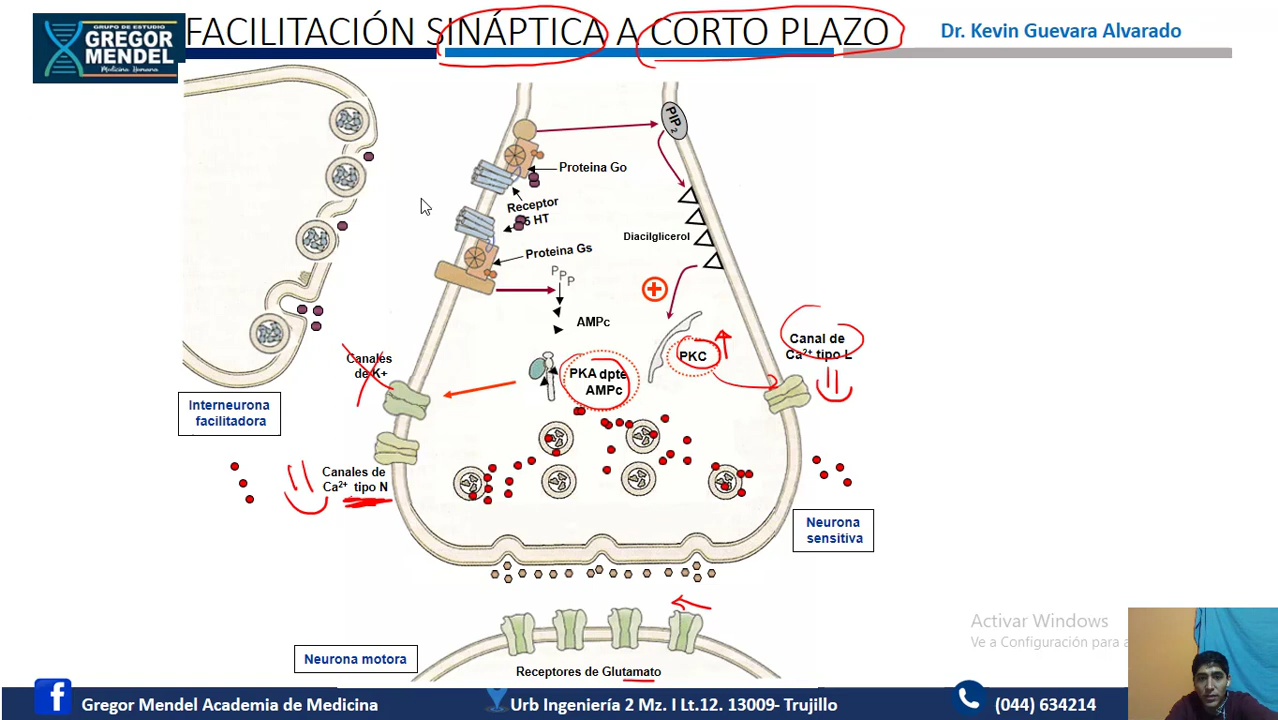 GRUPO DE ESTUDIO
GREGOR
MENDEL
Medicina Humana
FACILITACIÓN SINÁPTICA A CORTO PLAZO
Dr. Kevin Guevara Alvarado
PIP2
Proteina Go
Receptor
5 HT
Proteina Gs
Diacilglicerol
P P P
AMPc
Canal de
Ca2+ tipo L
PKC
Canales
de K+
PKA dpte
AMPc
Interneurona
facilitadora
Canales de
Ca2+ tipo N
Neurona
sensitiva
Neurona motora
Receptores de Glutamato
Activar Windows
Ve a Configuración para a
Gregor Mendel Academia de Medicina
Urb Ingeniería 2 Mz. I Lt.12. 13009- Trujillo
(044) 634214